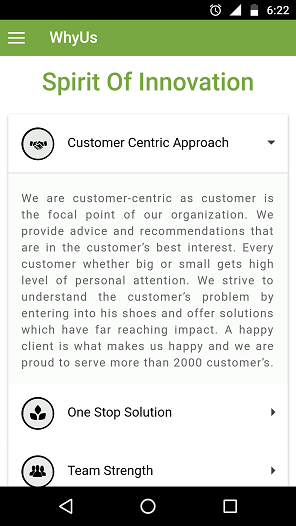 6:22
WhyUs
Spirit Of Innovation
Customer Centric Approach
We are customer-centric as customer is
the focal point of our organization. We
provide advice and recommendations that
are in the customer's best interest. Every
customer whether big or small gets high
level of personal attention. We strive to
understand the customer's problem by
entering into his shoes and offer solutions
which have far reaching impact. A happy
client is what makes us happy and we are
proud to serve more than 2000 customer's.
One Stop Solution
Team Strength